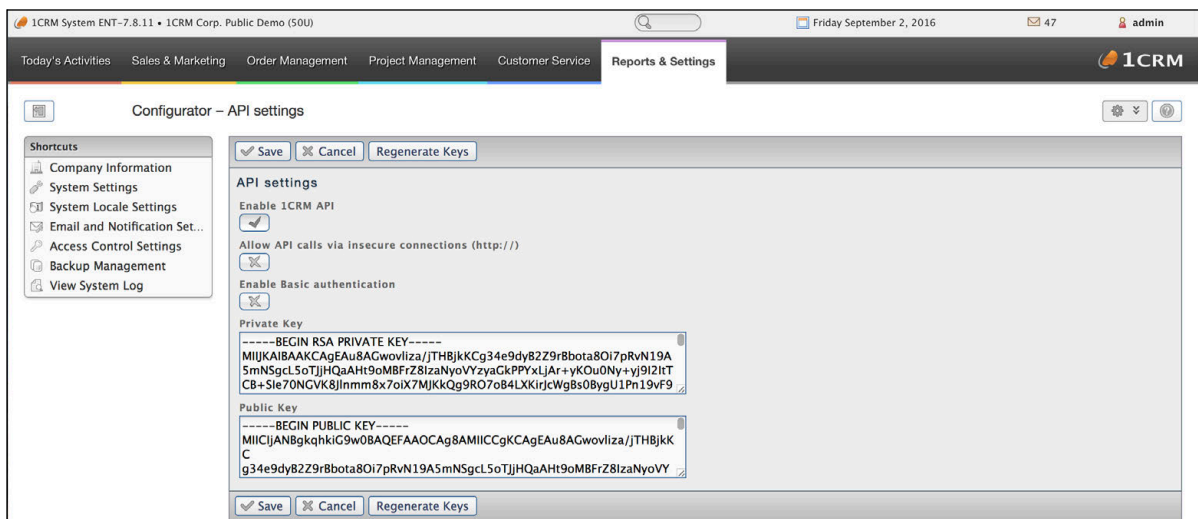 1CRM System ENT-7.8.11 • 1CRM Corp. Public Demo (50U)
Friday September 2, 2016
47
admin
Today's Activities
Sales & Marketing
Order Management
Project Management
Customer Service
Reports & Settings
1CRM
Configurator – API settings
Shortcuts
Company Information
System Settings
System Locale Settings
Email and Notification Set...
Access Control Settings
Backup Management
View System Log
Save
Cancel
Regenerate Keys
API settings
Enable 1CRM API
Allow API calls via insecure connections (http://)
Enable Basic authentication
Private Key
-----BEGIN RSA PRIVATE KEY-----
MIIJKAIBAAKCAgEAu8AGwovliza/jTHBjkKCg34e9dyB2Z9rBbota8Oi7pRvN19A
5mNSgcL5oTJjHQaAHt9oMBFrZ8IzaNyoVYzyaGkPPYxLjAr+yKOu0Ny+yj9I2ItT
CB+Sle70NGVK8Jlnmm8x7oiX7MJKkQg9RO7oB4LXKirJcWgBs0BygU1Pn19vF9
Public Key
-----BEGIN PUBLIC KEY-----
MIICIjANBgkqhkiG9w0BAQEFAAOCAg8AMIICCgKCAgEAu8AGwovliza/jTHBjkK
C
g34e9dyB2Z9rBbota8Oi7pRvN19A5mNSgcL5oTJjHQaAHt9oMBFrZ8IzaNyoVY
Save
Cancel
Regenerate Keys